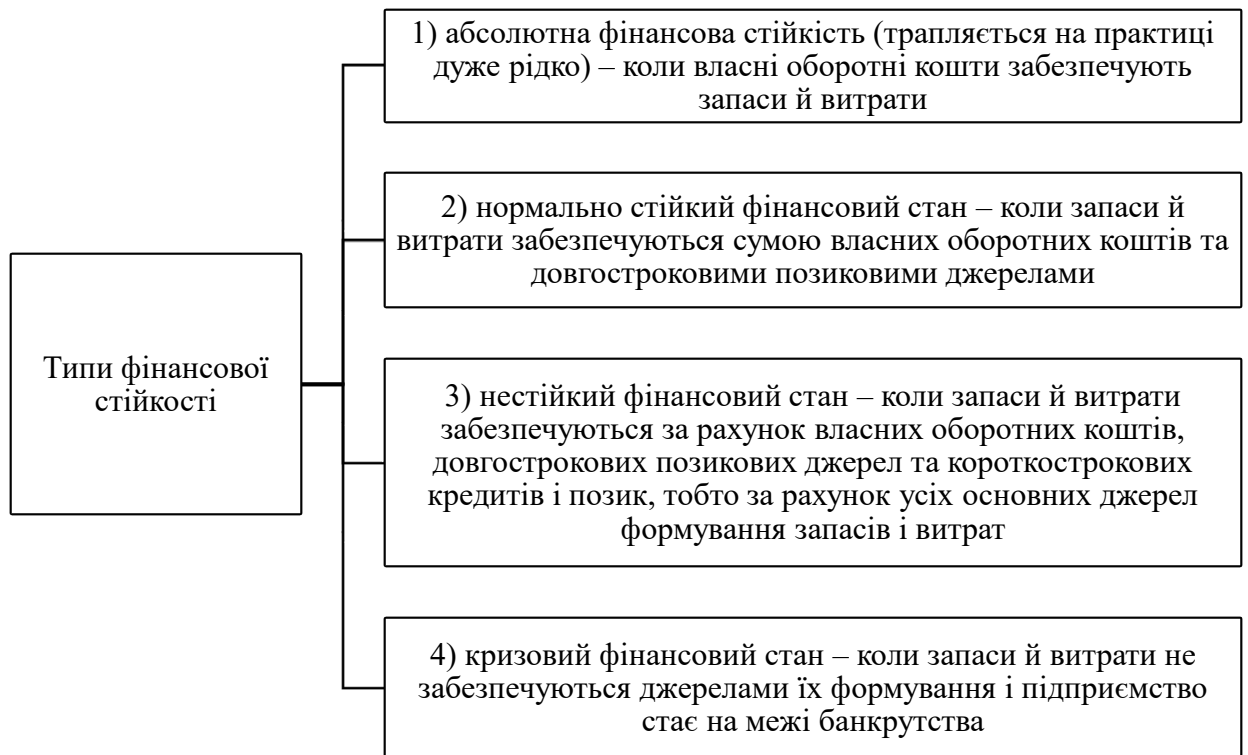 1) абсолютна фінансова стійкість (трапляється на практиці
дуже рідко) – коли власні оборотні кошти забезпечують
запаси й витрати
2) нормально стійкий фінансовий стан – коли запаси й
витрати забезпечуються сумою власних оборотних коштів та
довгостроковими позиковими джерелами
Типи фінансової
стійкості
3) нестійкий фінансовий стан – коли запаси й витрати
забезпечуються за рахунок власних оборотних коштів,
довгострокових позикових джерел та короткострокових
кредитів і позик, тобто за рахунок усіх основних джерел
формування запасів і витрат
4) кризовий фінансовий стан – коли запаси й витрати не
забезпечуються джерелами їх формування і підприємство
стає на межі банкрутства